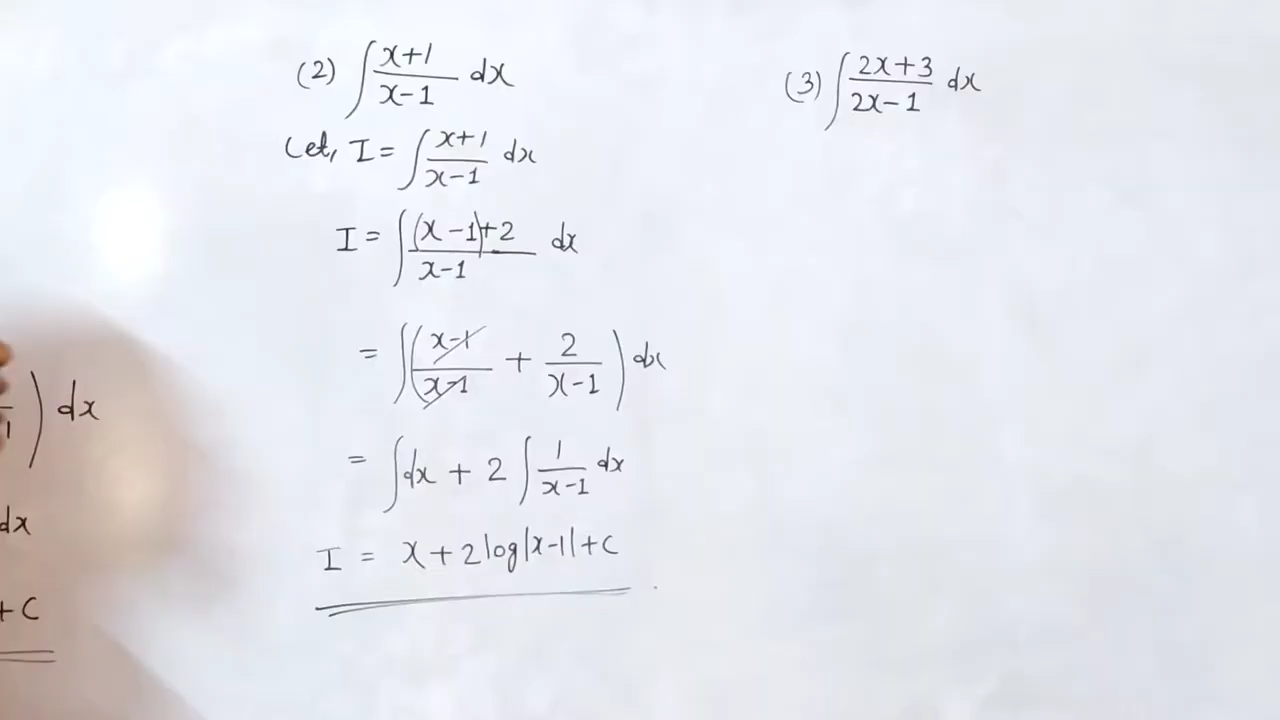 ) dx
dx
+ C
(2) ∫ x+1/x-1 dx
Let, I = ∫ x+1/x-1 dx
I = ∫ (x-1)+2/x-1 dx
= ∫ ( x-1/x-1 + 2/x-1 ) dx
= ∫ dx + 2 ∫ 1/x-1 dx
I = x + 2 log|x-1| + c
(3) ∫ 2x+3/2x-1 dx